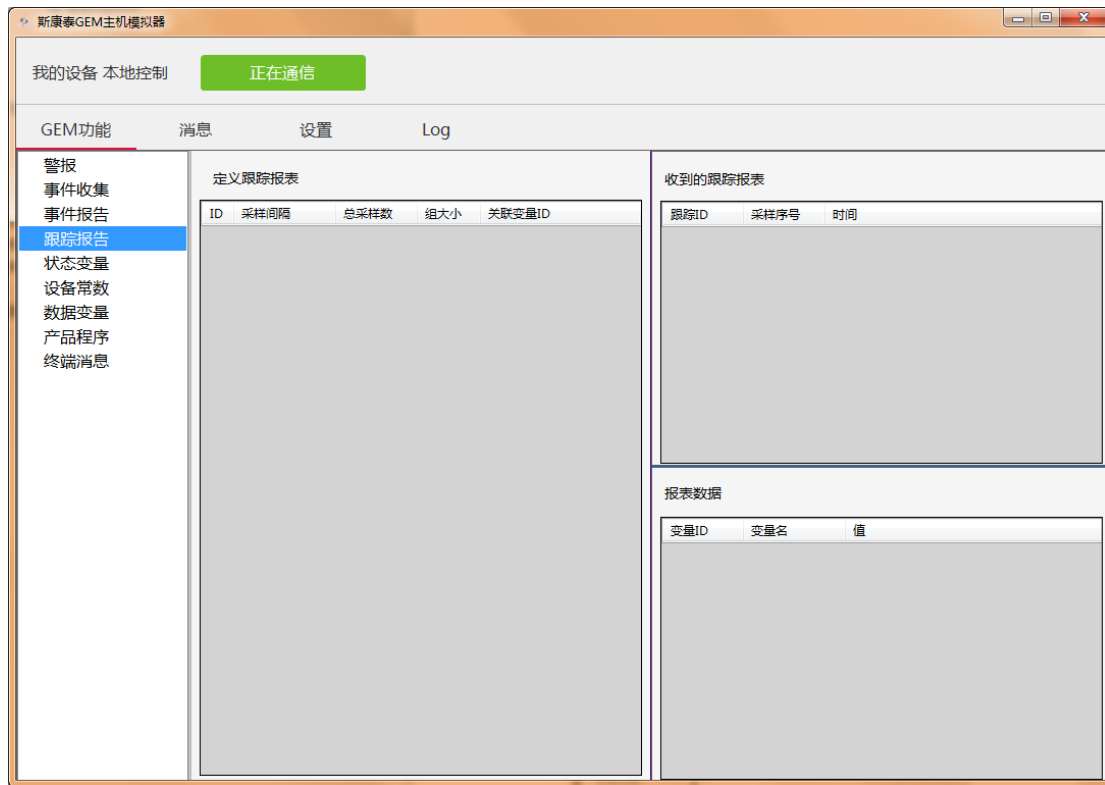 斯康泰GEM主机模拟器
我的设备 本地控制
正在通信
GEM功能 消息 设置 Log
警报
事件收集
事件报告
跟踪报告
状态变量
设备常数
数据变量
产品程序
终端消息
定义跟踪报表
ID 采样间隔 总采样数 组大小 关联变量ID
收到的跟踪报表
跟踪ID 采样序号 时间
报表数据
变量ID 变量名 值